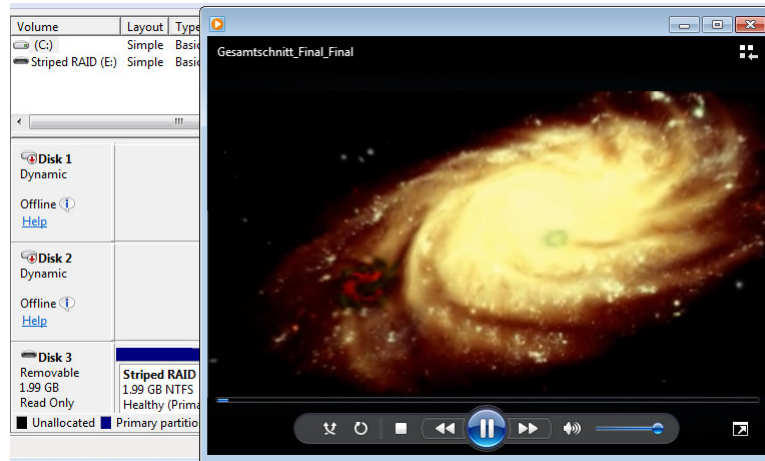 Volume Layout Type
(C:) Simple Basic
Striped RAID (E:) Simple Basic
Disk 1
Dynamic
Offline
Help
Disk 2
Dynamic
Offline
Help
Disk 3
Removable
1.99 GB
Read Only
Striped RAID
1.99 GB NTFS
Healthy (Prima
Unallocated Primary partitio
Gesamtschnitt_Final_Final